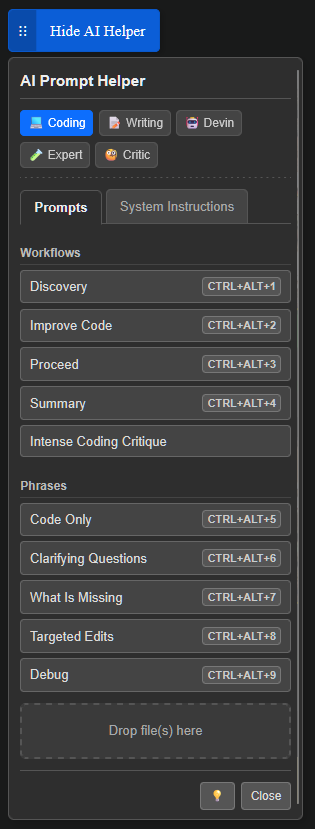 Hide AI Helper
AI Prompt Helper
Coding
Writing
Devin
Expert
Critic
Prompts
System Instructions
Workflows
Discovery CTRL+ALT+1
Improve Code CTRL+ALT+2
Proceed CTRL+ALT+3
Summary CTRL+ALT+4
Intense Coding Critique
Phrases
Code Only CTRL+ALT+5
Clarifying Questions CTRL+ALT+6
What Is Missing CTRL+ALT+7
Targeted Edits CTRL+ALT+8
Debug CTRL+ALT+9
Drop file(s) here
Close